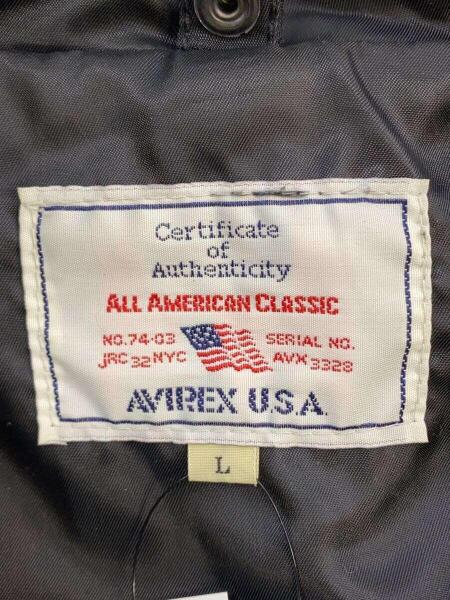 Certificate
of
Authenticity
ALL AMERICAN CLASSIC
NO.74-03 SERIAL NO.
JRC 32 NYC AVX 3328
AVIREX U.S.A.
L